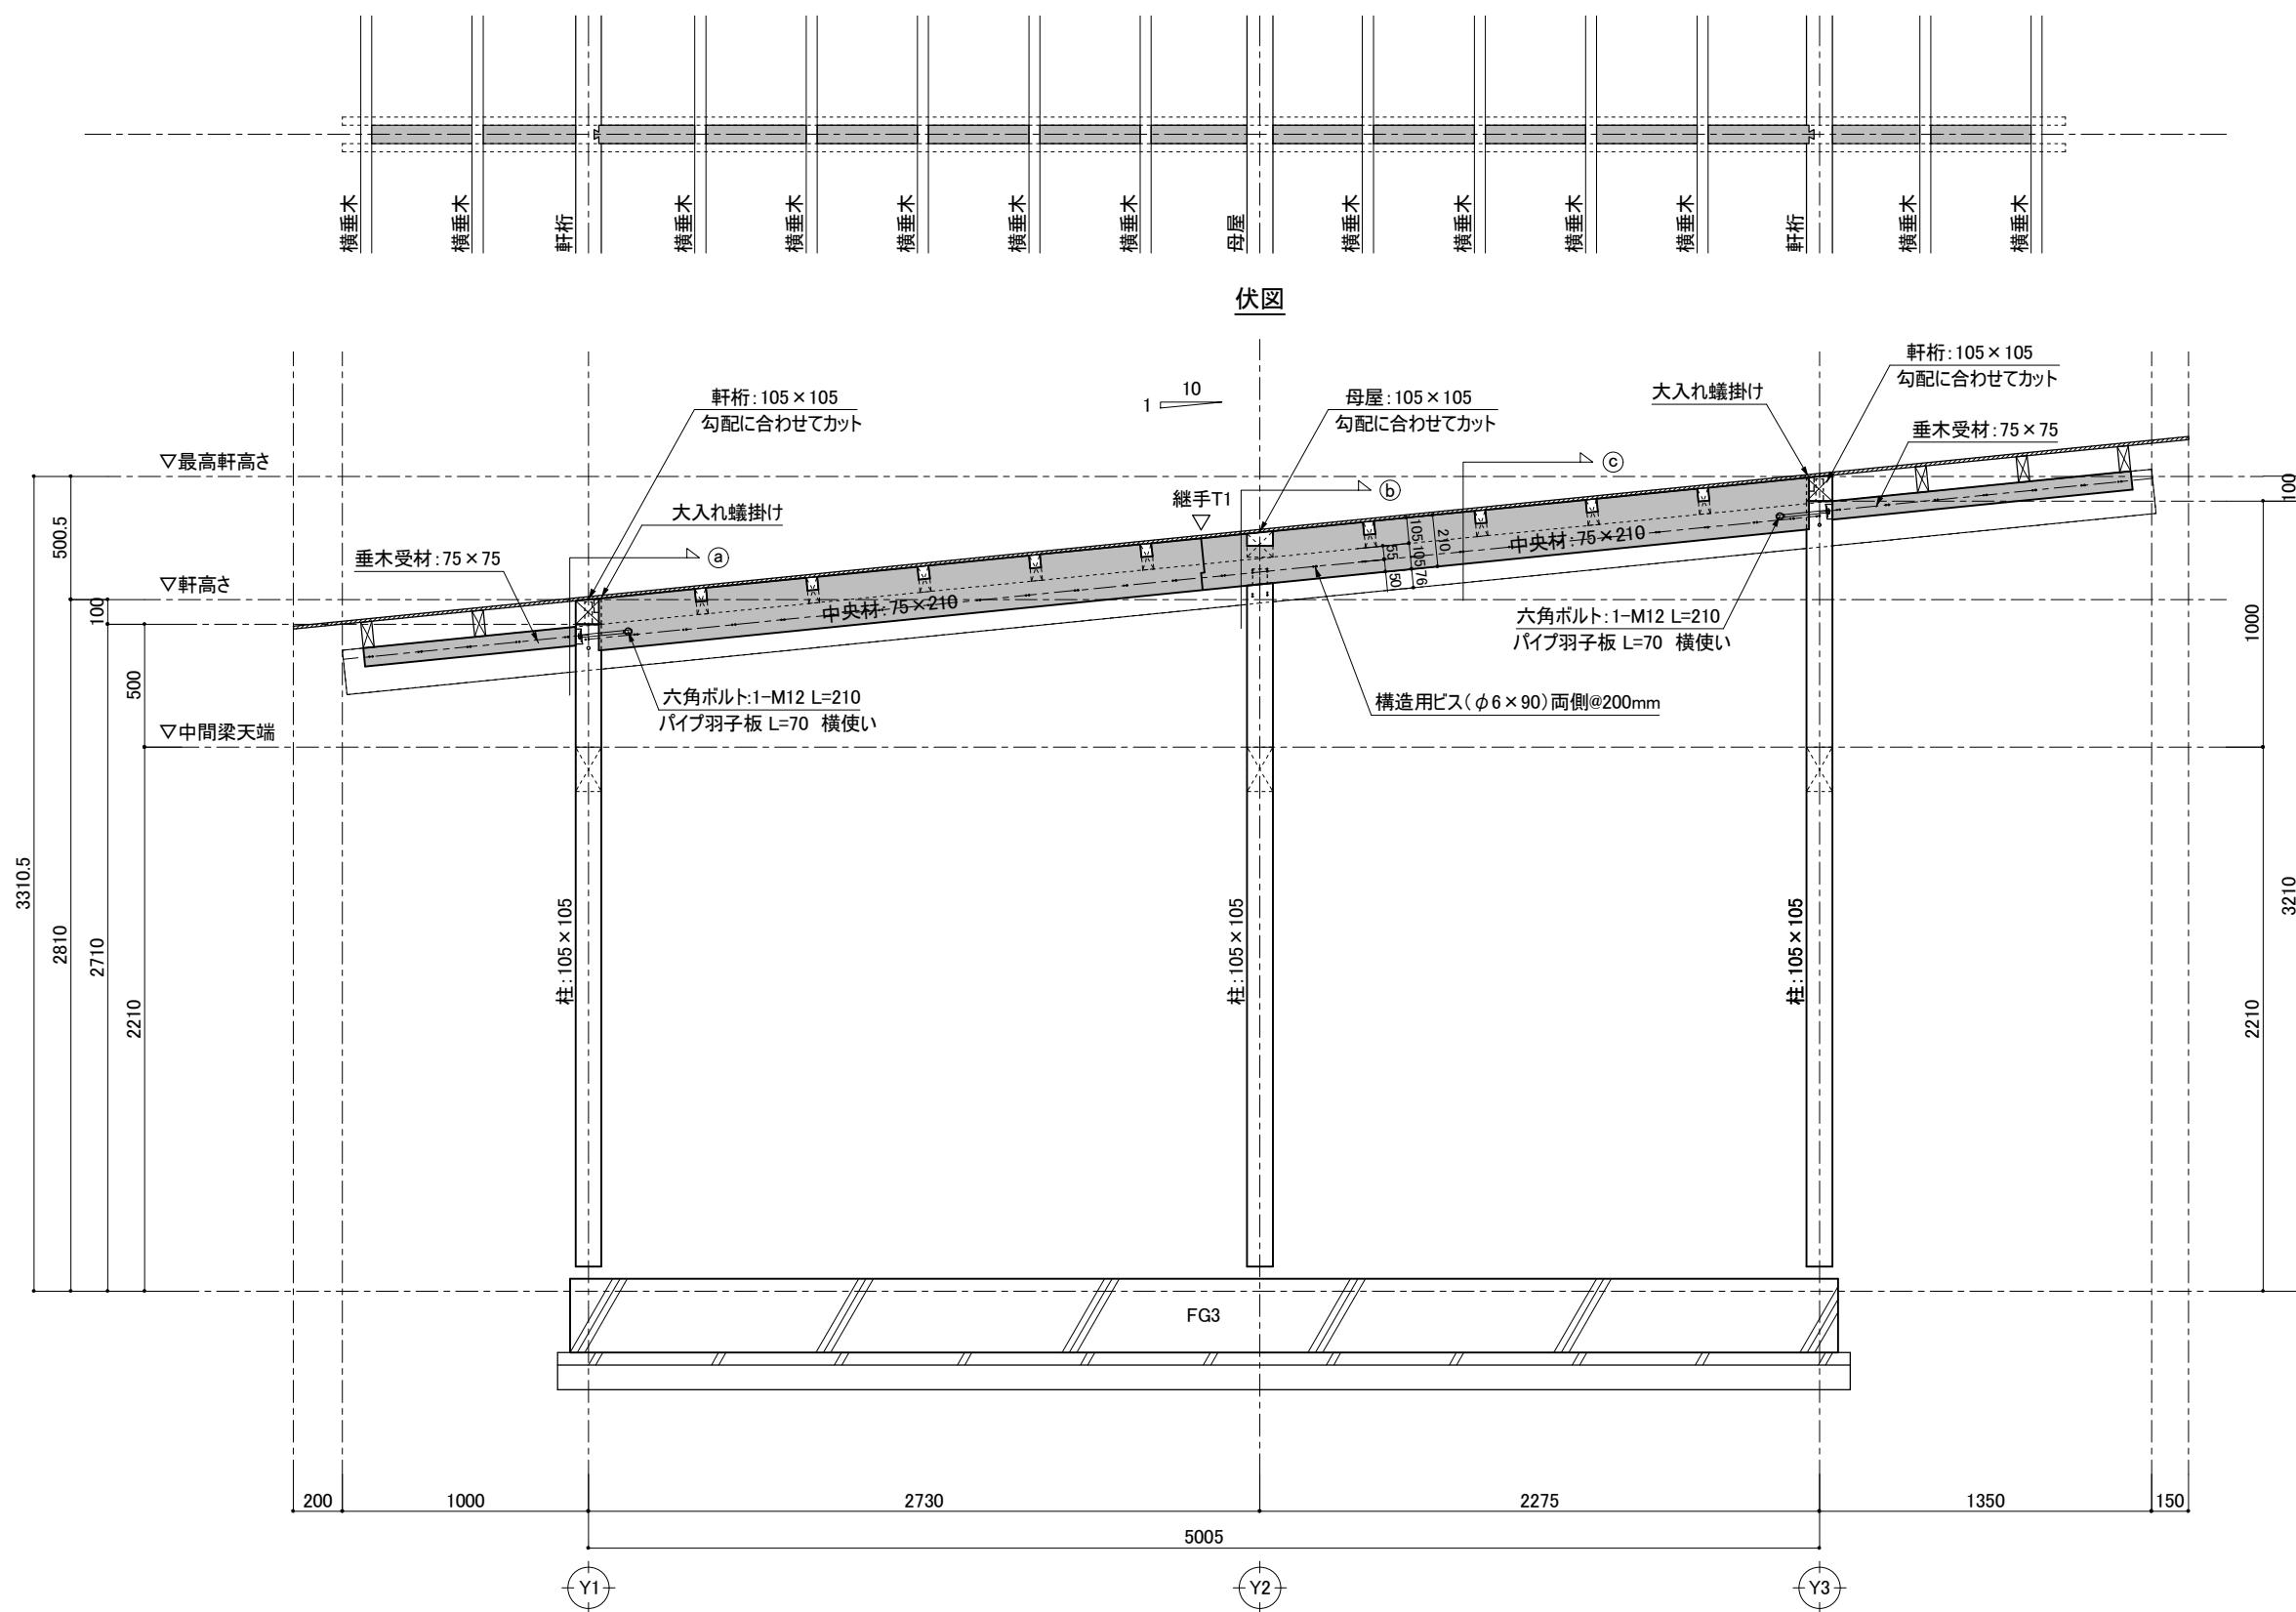 横垂木
横垂木
軒桁
横垂木
横垂木
横垂木
横垂木
横垂木
母屋
横垂木
横垂木
横垂木
横垂木
軒桁
横垂木
横垂木
伏図
軒桁:105×105
勾配に合わせてカット
1
10
母屋:105×105
勾配に合わせてカット
大入れ蟻掛け
軒桁:105×105
勾配に合わせてカット
垂木受材:75×75
▽最高軒高さ
ⓒ
ⓑ
継手T1
大入れ蟻掛け
ⓐ
垂木受材:75×75
▽軒高さ
中央材:75×210
中央材:75×210
105
105
76
55
50
210
六角ボルト:1-M12 L=210
パイプ羽子板 L=70 横使い
六角ボルト:1-M12 L=210
パイプ羽子板 L=70 横使い
構造用ビス(φ6×90)両側@200mm
▽中間梁天端
3310.5
500.5
2810
100
2710
500
2210
柱:105×105
柱:105×105
柱:105×105
100
1000
3210
2210
FG3
200
1000
2730
2275
1350
150
5005
Y1
Y2
Y3